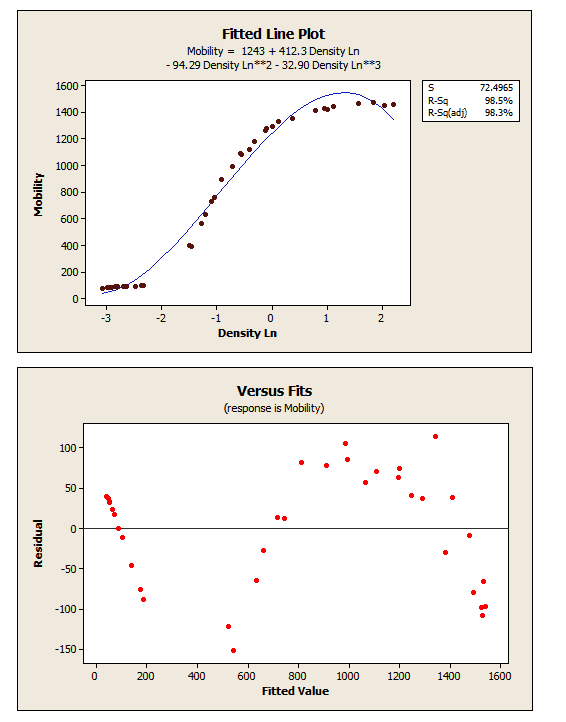 Fitted Line Plot
Mobility = 1243 + 412.3 Density Ln
- 94.29 Density Ln**2 - 32.90 Density Ln**3
S 72.4965
R-Sq 98.5%
R-Sq(adj) 98.3%
1600
1400
1200
1000
800
600
400
200
0
Mobility
-3 -2 -1 0 1 2
Density Ln
Versus Fits
(response is Mobility)
100
50
0
-50
-100
-150
Residual
0 200 400 600 800 1000 1200 1400 1600
Fitted Value